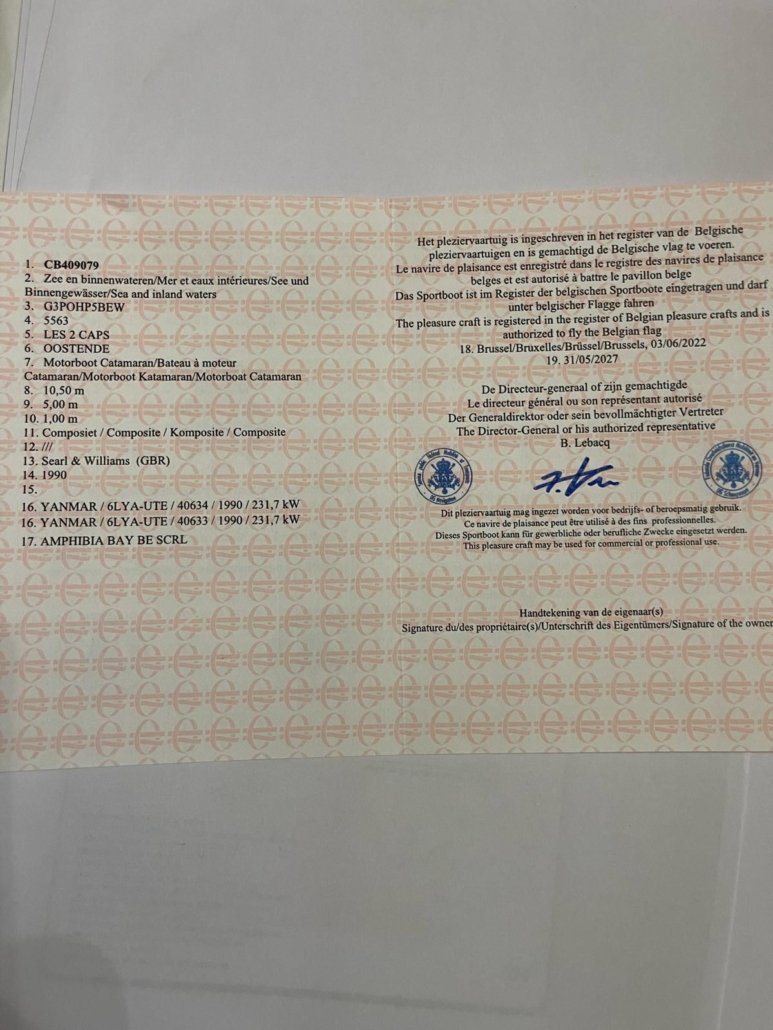 1. CB409079
2. Zee en binnenwateren/Mer et eaux intérieures/See und
Binnengewässer/Sea and inland waters
3. G3POHP5BEW
4. 5563
5. LES 2 CAPS
6. OOSTENDE
7. Motorboot Catamaran/Bateau à moteur
Catamaran/Motorboot Katamaran/Motorboat Catamaran
8. 10,50 m
9. 5,00 m
10. 1,00 m
11. Composiet / Composite / Komposite / Composite
12. ///
13. Searl & Williams (GBR)
14. 1990
15.
16. YANMAR / 6LYA-UTE / 40634 / 1990 / 231,7 kW
16. YANMAR / 6LYA-UTE / 40633 / 1990 / 231,7 kW
17. AMPHIBIA BAY BE SCRL
Het pleziervaartuig is ingeschreven in het register van de Belgische
pleziervaartuigen en is gemachtigd de Belgische vlag te voeren.
Le navire de plaisance est enregistré dans le registre des navires de plaisance
belges et est autorisé à battre le pavillon belge
Das Sportboot ist im Register der belgischen Sportboote eingetragen und darf
unter belgischer Flagge fahren
The pleasure craft is registered in the register of Belgian pleasure crafts and is
authorized to fly the Belgian flag
18. Brussel/Bruxelles/Brüssel/Brussels, 03/06/2022
19. 31/05/2027
De Directeur-generaal of zijn gemachtigde
Le directeur général ou son représentant autorisé
Der Generaldirektor oder sein bevollmächtigter Vertreter
The Director-General or his authorized representative
B. Lebacq
Dit pleziervaartuig mag ingezet worden voor bedrijfs- of beroepsmatig gebruik.
Ce navire de plaisance peut être utilisé à des fins professionnelles.
Dieses Sportboot kann für gewerbliche oder berufliche Zwecke eingesetzt werden.
This pleasure craft may be used for commercial or professional use.
Handtekening van de eigenaar(s)
Signature du/des propriétaire(s)/Unterschrift des Eigentümers/Signature of the owner